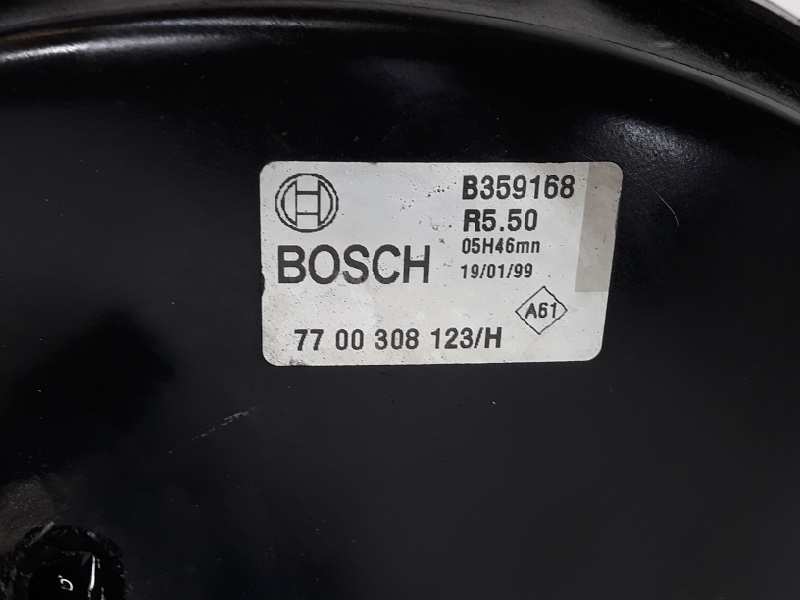 B359168
R5.50
05H46mn
BOSCH
19/01/99
A61
77 00 308 123/H